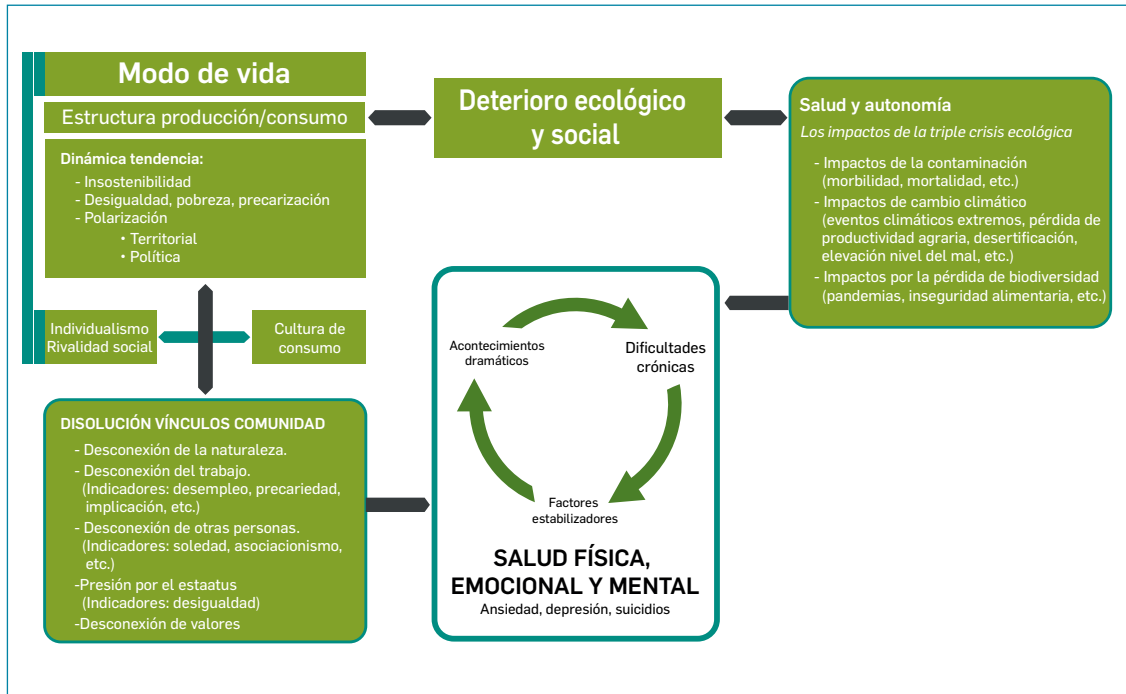 Modo de vida
Estructura producción/consumo
Dinámica tendencia:
- Insostenibilidad
- Desigualdad, pobreza, precarización
- Polarización
• Territorial
• Política
Individualismo
Rivalidad social
Cultura de
consumo
DISOLUCIÓN VÍNCULOS COMUNIDAD
- Desconexión de la naturaleza.
- Desconexión del trabajo.
(Indicadores: desempleo, precariedad,
implicación, etc.)
- Desconexión de otras personas.
(Indicadores: soledad, asociacionismo,
etc.)
-Presión por el estaatus
(Indicadores: desigualdad)
-Desconexión de valores
Deterioro ecológico
y social
Acontecimientos
dramáticos
Dificultades
crónicas
Factores
estabilizadores
SALUD FÍSICA,
EMOCIONAL Y MENTAL
Ansiedad, depresión, suicidios
Salud y autonomía
Los impactos de la triple crisis ecológica
- Impactos de la contaminación
(morbilidad, mortalidad, etc.)
- Impactos de cambio climático
(eventos climáticos extremos, pérdida de
productividad agraria, desertificación,
elevación nivel del mal, etc.)
- Impactos por la pérdida de biodiversidad
(pandemias, inseguridad alimentaria, etc.)